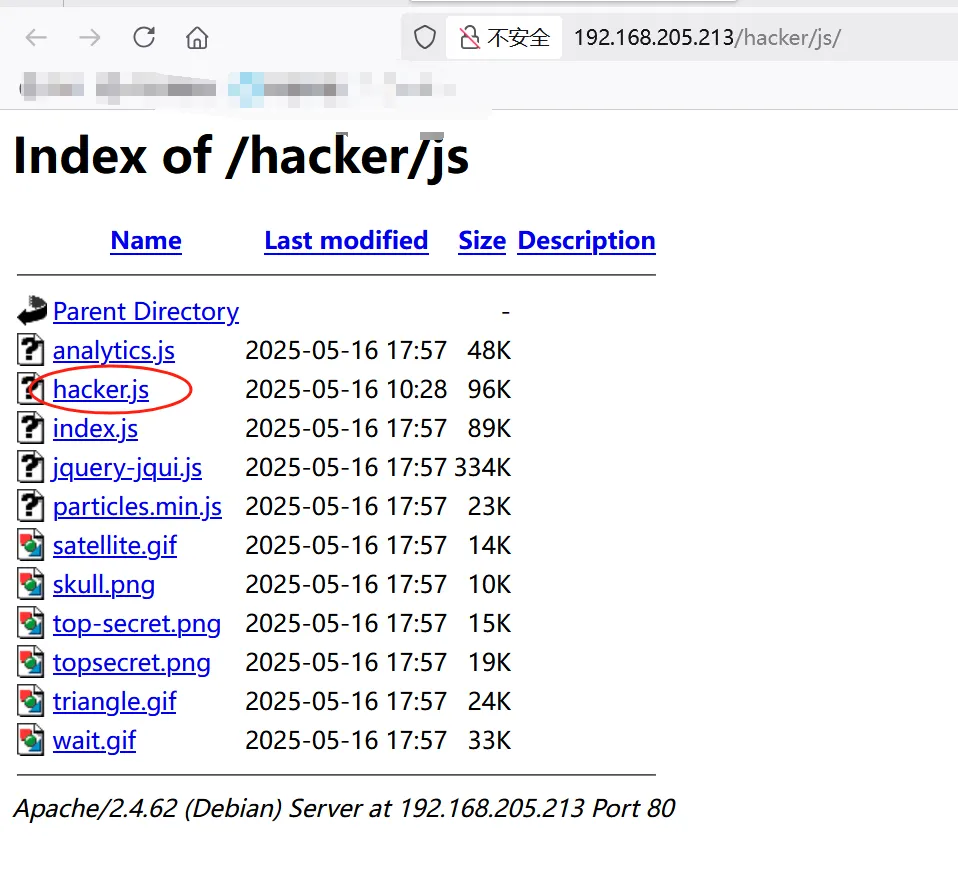 不安全 192.168.205.213/hacker/js/
Index of /hacker/js
Name Last modified Size Description
Parent Directory -
analytics.js 2025-05-16 17:57 48K
hacker.js 2025-05-16 10:28 96K
index.js 2025-05-16 17:57 89K
jquery-jqui.js 2025-05-16 17:57 334K
particles.min.js 2025-05-16 17:57 23K
satellite.gif 2025-05-16 17:57 14K
skull.png 2025-05-16 17:57 10K
top-secret.png 2025-05-16 17:57 15K
topsecret.png 2025-05-16 17:57 19K
triangle.gif 2025-05-16 17:57 24K
wait.gif 2025-05-16 17:57 33K
Apache/2.4.62 (Debian) Server at 192.168.205.213 Port 80